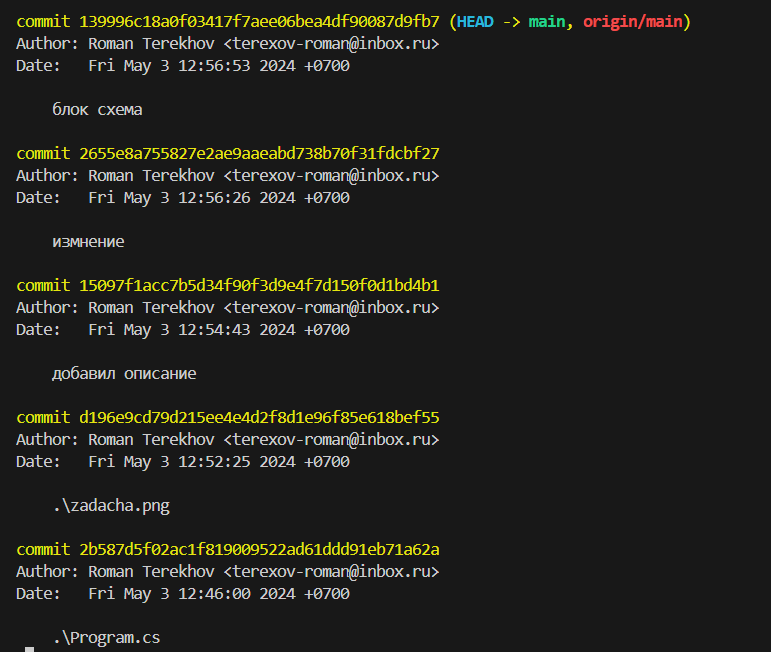 commit 139996c18a0f03417f7aee06bea4df90087d9fb7 (HEAD -> main, origin/main)
Author: Roman Terekhov <terexov-roman@inbox.ru>
Date:   Fri May 3 12:56:53 2024 +0700
блок схема
commit 2655e8a755827e2ae9aaeabd738b70f31fdcbf27
Author: Roman Terekhov <terexov-roman@inbox.ru>
Date:   Fri May 3 12:56:26 2024 +0700
измнение
commit 15097f1acc7b5d34f90f3d9e4f7d150f0d1bd4b1
Author: Roman Terekhov <terexov-roman@inbox.ru>
Date:   Fri May 3 12:54:43 2024 +0700
добавил описание
commit d196e9cd79d215ee4e4d2f8d1e96f85e618bef55
Author: Roman Terekhov <terexov-roman@inbox.ru>
Date:   Fri May 3 12:52:25 2024 +0700
.\zadacha.png
commit 2b587d5f02ac1f819009522ad61ddd91eb71a62a
Author: Roman Terekhov <terexov-roman@inbox.ru>
Date:   Fri May 3 12:46:00 2024 +0700
.\Program.cs